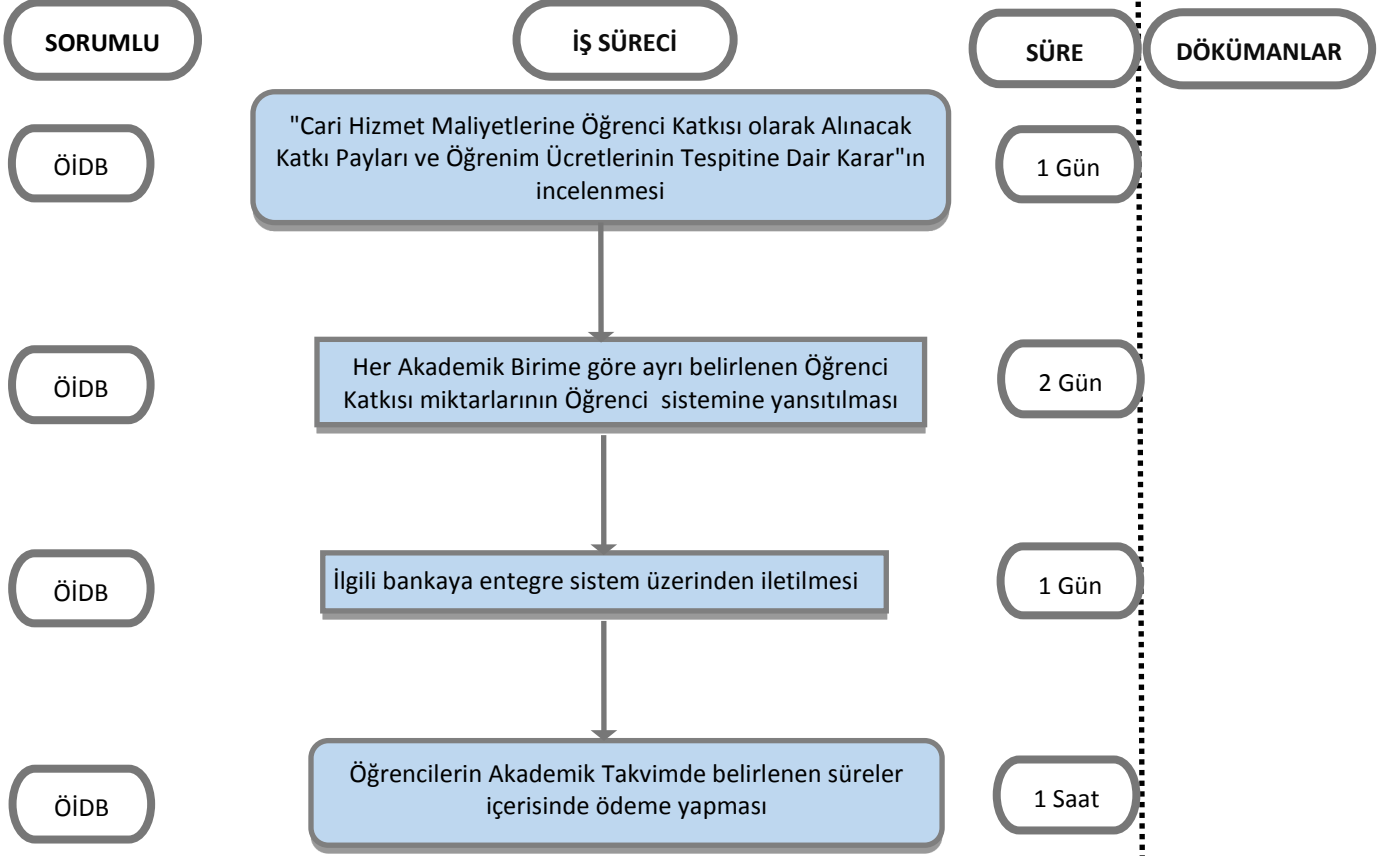 SORUMLU
İŞ SÜRECİ
SÜRE
DÖKÜMANLAR
ÖİDB
"Cari Hizmet Maliyetlerine Öğrenci Katkısı olarak Alınacak
Katkı Payları ve Öğrenim Ücretlerinin Tespitine Dair Karar"ın
incelenmesi
1 Gün
ÖİDB
Her Akademik Birime göre ayrı belirlenen Öğrenci
Katkısı miktarlarının Öğrenci sistemine yansıtılması
2 Gün
ÖİDB
İlgili bankaya entegre sistem üzerinden iletilmesi
1 Gün
ÖİDB
Öğrencilerin Akademik Takvimde belirlenen süreler
içerisinde ödeme yapması
1 Saat